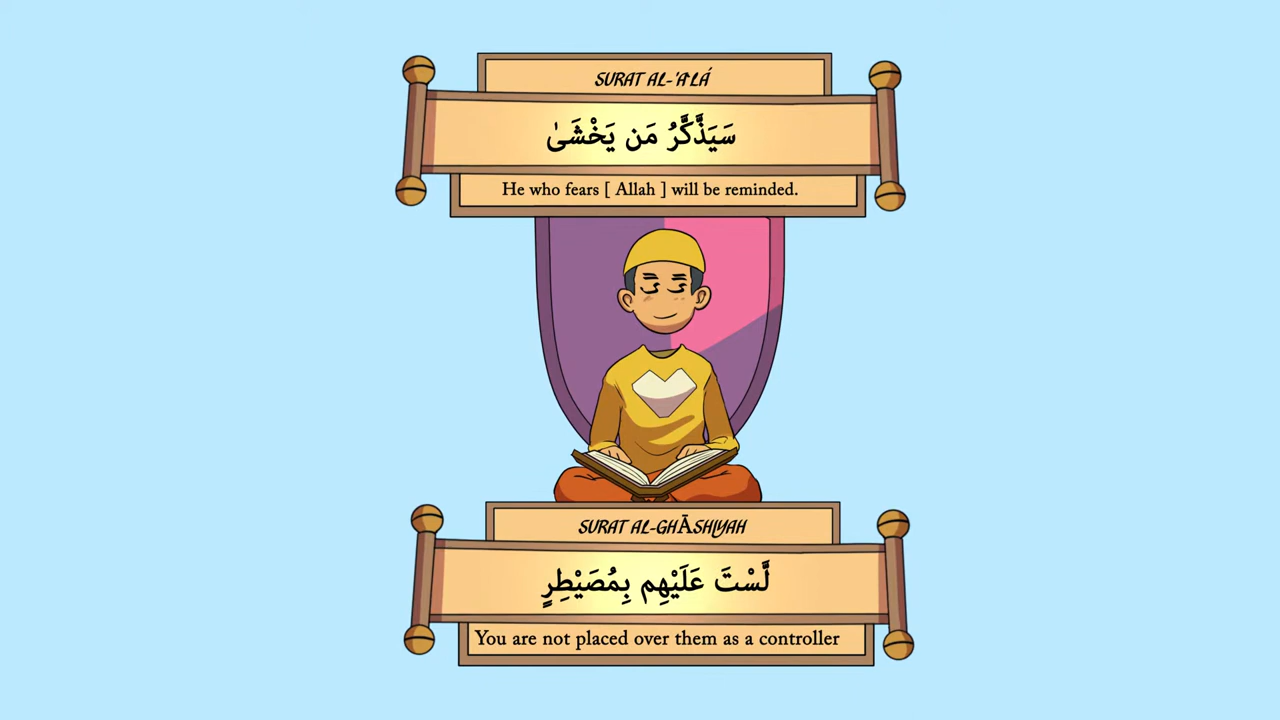 SURAT AL-'A'LÁ
سَيَذَّكَّرُ مَن يَخْشَىٰ
He who fears [ Allah ] will be reminded.
SURAT AL-GHĀSHIYAH
لَّسْتَ عَلَيْهِم بِمُصَيْطِرٍ
You are not placed over them as a controller